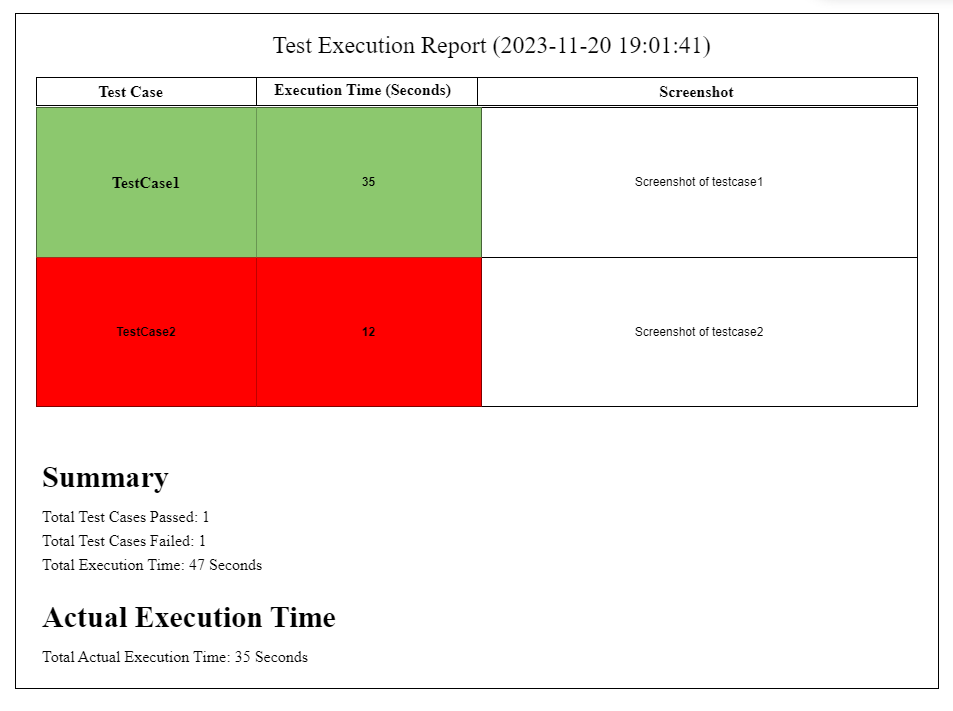 Test Execution Report (2023-11-20 19:01:41)
Test Case Execution Time (Seconds) Screenshot
TestCase1 35 Screenshot of testcase1
TestCase2 12 Screenshot of testcase2
Summary
Total Test Cases Passed: 1
Total Test Cases Failed: 1
Total Execution Time: 47 Seconds
Actual Execution Time
Total Actual Execution Time: 35 Seconds